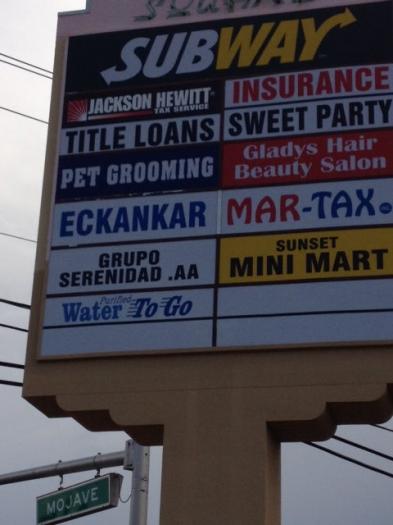 SQUARE
SUBWAY
JACKSON HEWITT
TAX SERVICE
INSURANCE
TITLE LOANS
SWEET PARTY
PET GROOMING
Gladys Hair
Beauty Salon
ECKANKAR
MAR-TAX
GRUPO
SERENIDAD .AA
SUNSET
MINI MART
Purified
Water To Go
MOJAVE